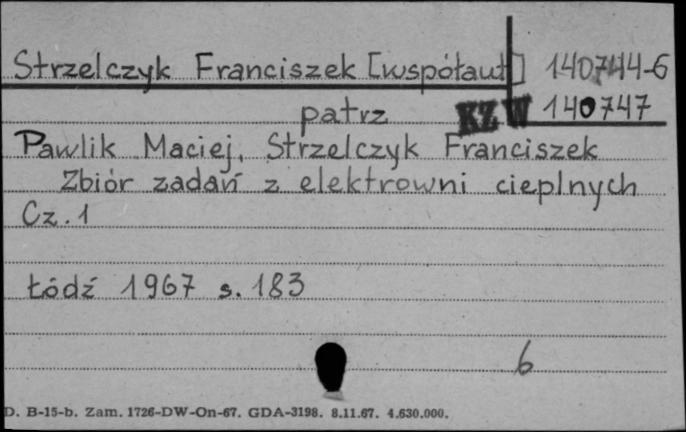 Strzelczyk Franciszek [współaut] 140744-6
patrz KZW 140747
Pawlik Maciej, Strzelczyk Franciszek
Zbiór zadań z elektrowni cieplnych
Cz. 1
Łódź 1967 s. 183
6
D. B-15-b. Zam. 1726-DW-On-67. GDA-3198. 8.11.67. 4.630.000.